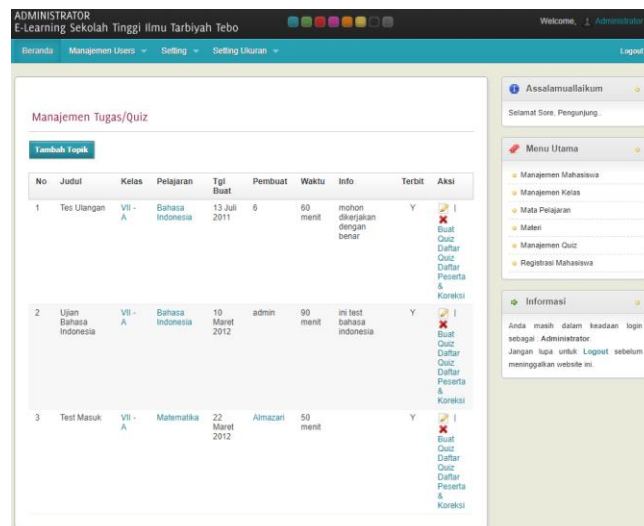 ADMINISTRATOR
E-Learning Sekolah Tinggi Ilmu Tarbiyah Tebo
Welcome, Administrator
Beranda Manajemen Users Setting Setting Ukuran Logout
Manajemen Tugas/Quiz
Tambah Topik
No Judul Kelas Pelajaran Tgl Buat Pembuat Waktu Info Terbit Aksi
1 Tes Ulangan VII - A Bahasa Indonesia 13 Juli 2011 6 60 menit mohon dikerjakan dengan benar Y |
Buat Quiz
Daftar Quiz
Daftar Peserta & Koreksi
2 Ujian Bahasa Indonesia VII - A Bahasa Indonesia 10 Maret 2012 admin 90 menit ini test bahasa indonesia Y |
Buat Quiz
Daftar Quiz
Daftar Peserta & Koreksi
3 Test Masuk VII - A Matematika 22 Maret 2012 Almazari 50 menit Y |
Buat Quiz
Daftar Quiz
Daftar Peserta & Koreksi
Assalamuallaikum
Selamat Sore, Pengunjung..
Menu Utama
Manajemen Mahasiswa
Manajemen Kelas
Mata Pelajaran
Materi
Manajemen Quiz
Registrasi Mahasiswa
Informasi
Anda masih dalam keadaan login
sebagai : Administrator
Jangan lupa untuk Logout sebelum
meninggalkan website ini.